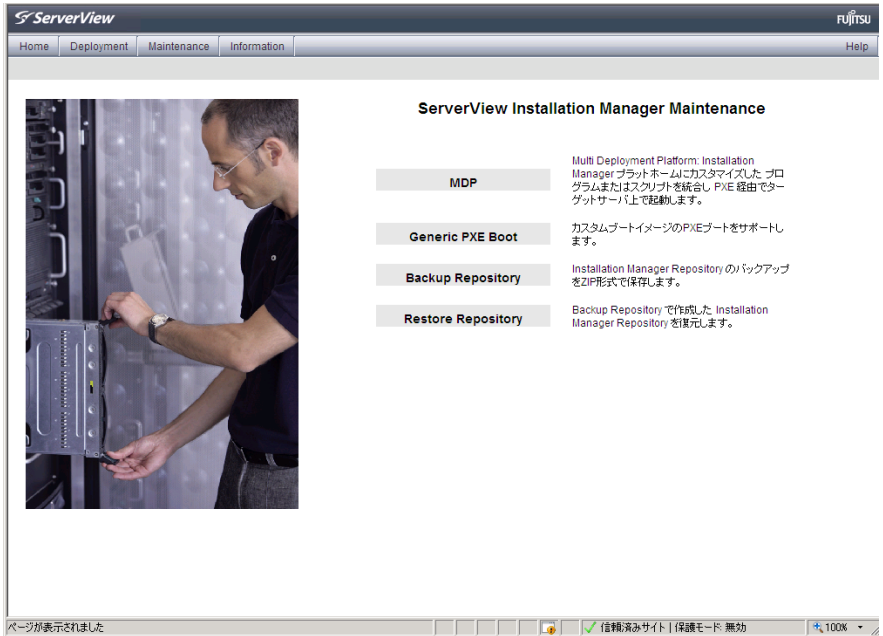 ServerView
FUJITSU
Home Deployment Maintenance Information Help
ServerView Installation Manager Maintenance
MDP
Multi Deployment Platform: Installation
Manager プラットホームにカスタマイズした プロ
グラムまたはスクリプトを統合し PXE 経由でター
ゲットサーバ上で起動します。
Generic PXE Boot
カスタムブートイメージのPXEブートをサポートし
ます。
Backup Repository
Installation Manager Repository のバックアップ
をZIP形式で保存します。
Restore Repository
Backup Repository で作成した Installation
Manager Repository を復元します。
ページが表示されました 信頼済みサイト | 保護モード: 無効 100%